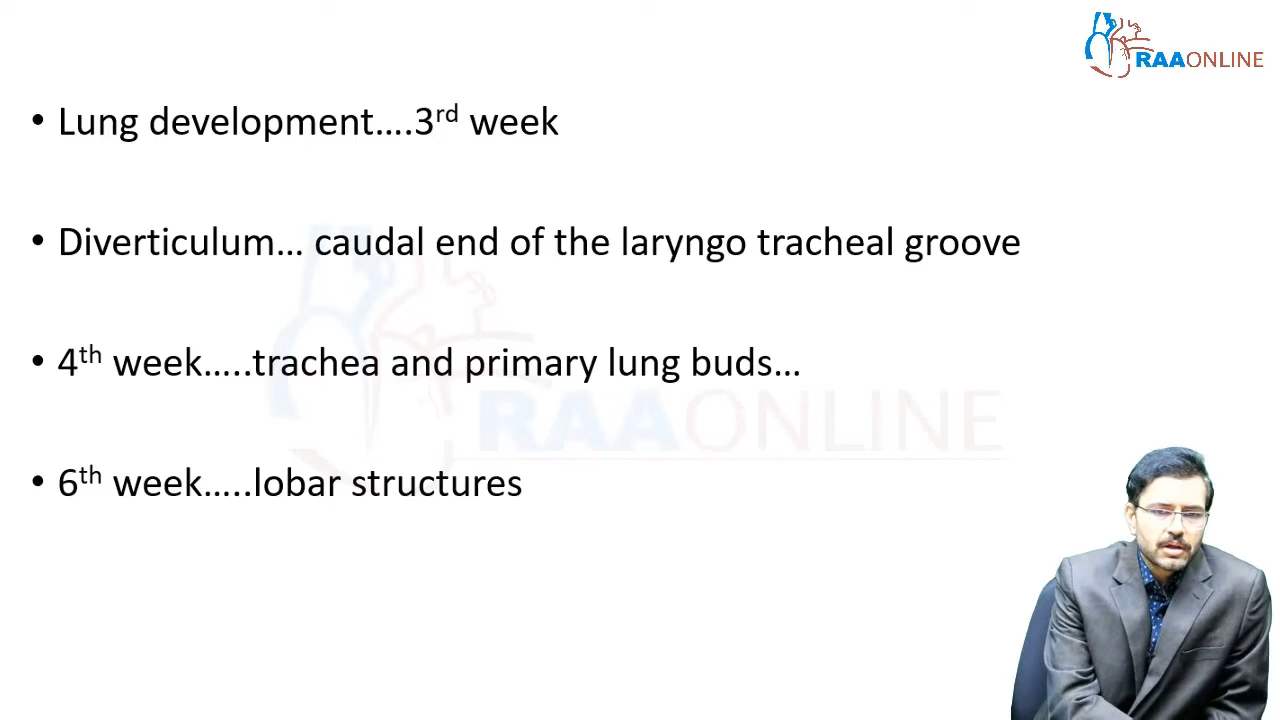 RAAONLINE
• Lung development....3rd week
• Diverticulum... caudal end of the laryngo tracheal groove
• 4th week.....trachea and primary lung buds...
RAAONLINE
• 6th week.....lobar structures